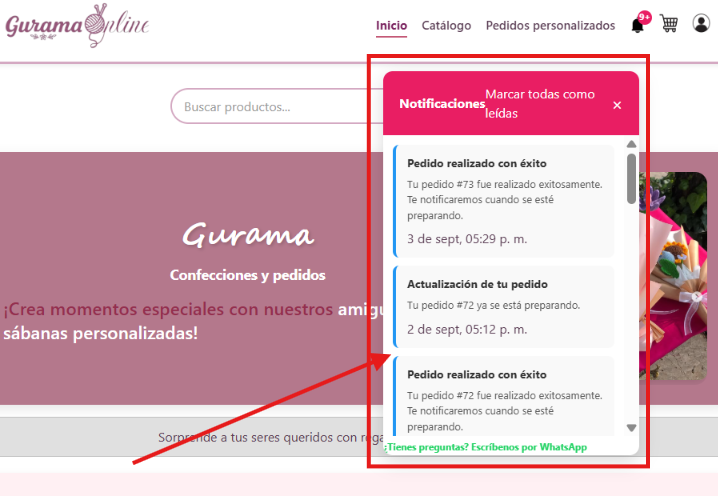 Gurama Online
Inicio Catálogo Pedidos personalizados 9+
Buscar productos...
Notificaciones Marcar todas como leídas ×
Pedido realizado con éxito
Tu pedido #73 fue realizado exitosamente.
Te notificaremos cuando se esté
preparando.
3 de sept, 05:29 p. m.
Actualización de tu pedido
Tu pedido #72 ya se está preparando.
2 de sept, 05:12 p. m.
Pedido realizado con éxito
Tu pedido #72 fue realizado exitosamente.
Te notificaremos cuando se esté
preparando.
¿Tienes preguntas? Escríbenos por WhatsApp
Gurama
Confecciones y pedidos
¡Crea momentos especiales con nuestros
sábanas personalizadas!
Sorprende a tus seres queridos con